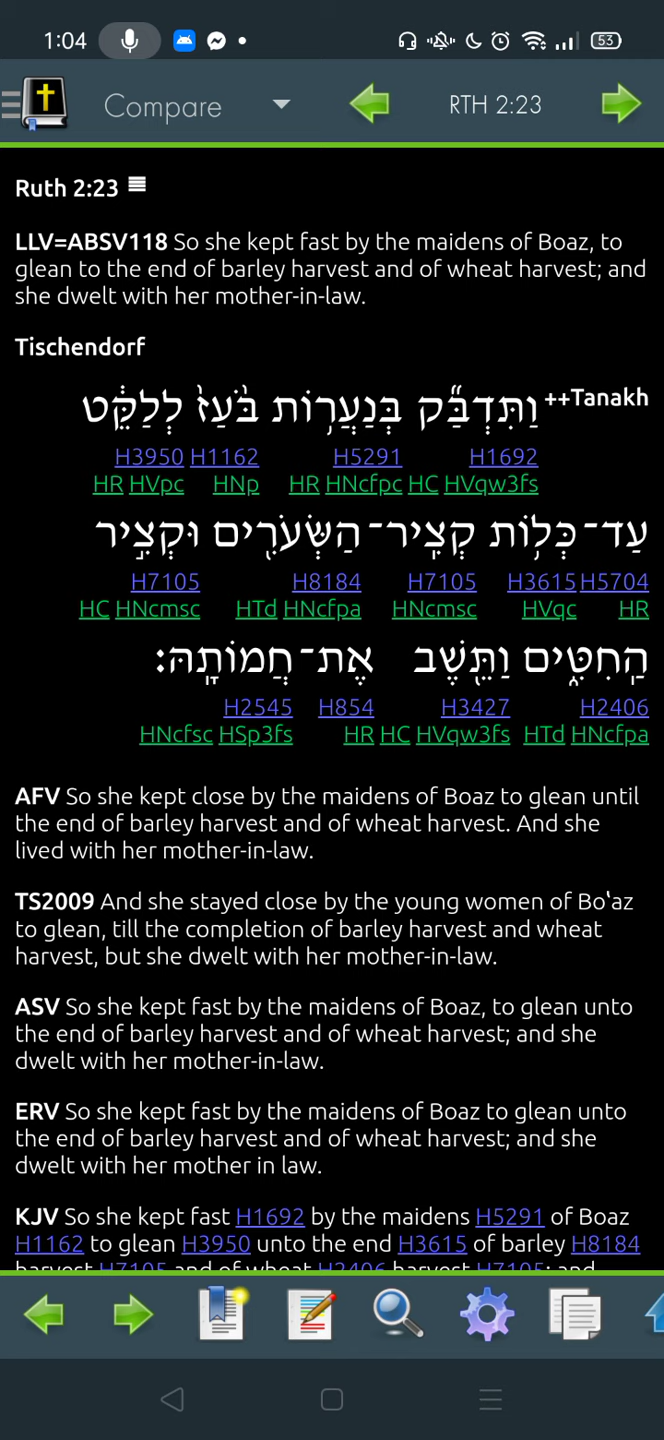 1:04
53
Compare
RTH 2:23
Ruth 2:23
LLV=ABSV118 So she kept fast by the maidens of Boaz, to
glean to the end of barley harvest and of wheat harvest; and
she dwelt with her mother-in-law.
Tischendorf
++Tanakh וַתִּדְבַּ֞ק בְּנַעֲר֥וֹת בֹּ֙עַז֙ לְלַקֵּ֔ט
H3950 H1162 H5291 H1692
HR HVpc HNp HR HNcfpc HC HVqw3fs
עַד־כְּל֥וֹת קְצִֽיר־הַשְּׂעֹרִ֖ים וּקְצִ֣יר
H7105 H8184 H7105 H3615 H5704
HC HNcmsc HTd HNcfpa HNcmsc HVqc HR
הַֽחִטִּ֑ים וַתֵּ֖שֶׁב אֶת־חֲמוֹתָֽהּ׃
H2545 H854 H3427 H2406
HNcfsc HSp3fs HR HC HVqw3fs HTd HNcfpa
AFV So she kept close by the maidens of Boaz to glean until
the end of barley harvest and of wheat harvest. And she
lived with her mother-in-law.
TS2009 And she stayed close by the young women of Boʽaz
to glean, till the completion of barley harvest and wheat
harvest, but she dwelt with her mother-in-law.
ASV So she kept fast by the maidens of Boaz, to glean unto
the end of barley harvest and of wheat harvest; and she
dwelt with her mother-in-law.
ERV So she kept fast by the maidens of Boaz to glean unto
the end of barley harvest and of wheat harvest; and she
dwelt with her mother in law.
KJV So she kept fast H1692 by the maidens H5291 of Boaz
H1162 to glean H3950 unto the end H3615 of barley H8184
harvest H7105 and of wheat H2406 harvest H7105; and